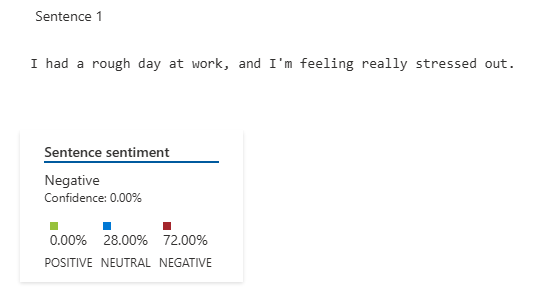 Sentence 1
I had a rough day at work, and I'm feeling really stressed out.
Sentence sentiment
Negative
Confidence: 0.00%
0.00% 28.00% 72.00%
POSITIVE NEUTRAL NEGATIVE